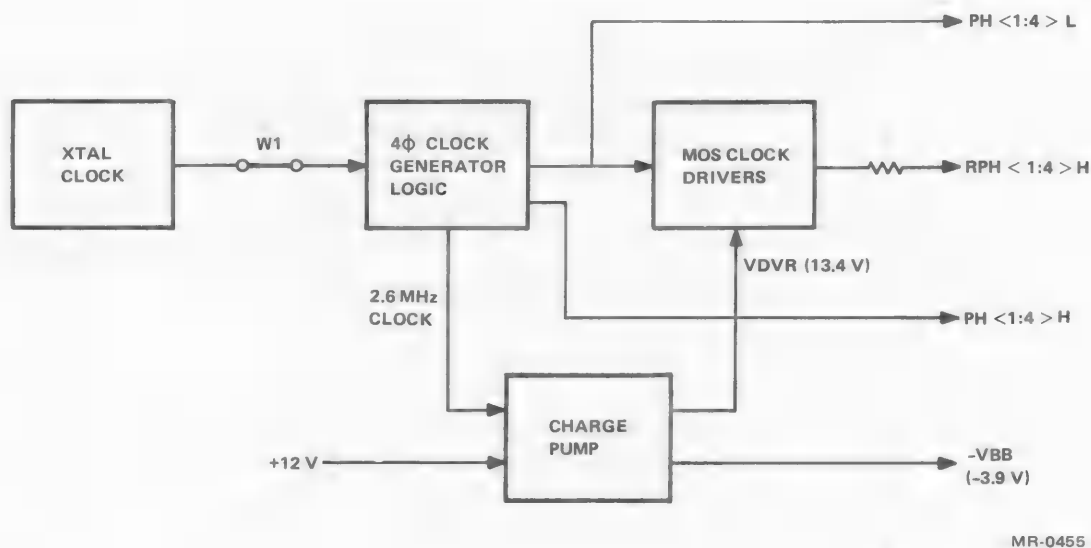 PH <1:4> L
XTAL
CLOCK
W1
4ϕ CLOCK
GENERATOR
LOGIC
MOS CLOCK
DRIVERS
RPH < 1:4 > H
VDVR (13.4 V)
2.6 MHz
CLOCK
PH <1:4 > H
CHARGE
PUMP
+12 V
-VBB
(-3.9 V)
MR-0455